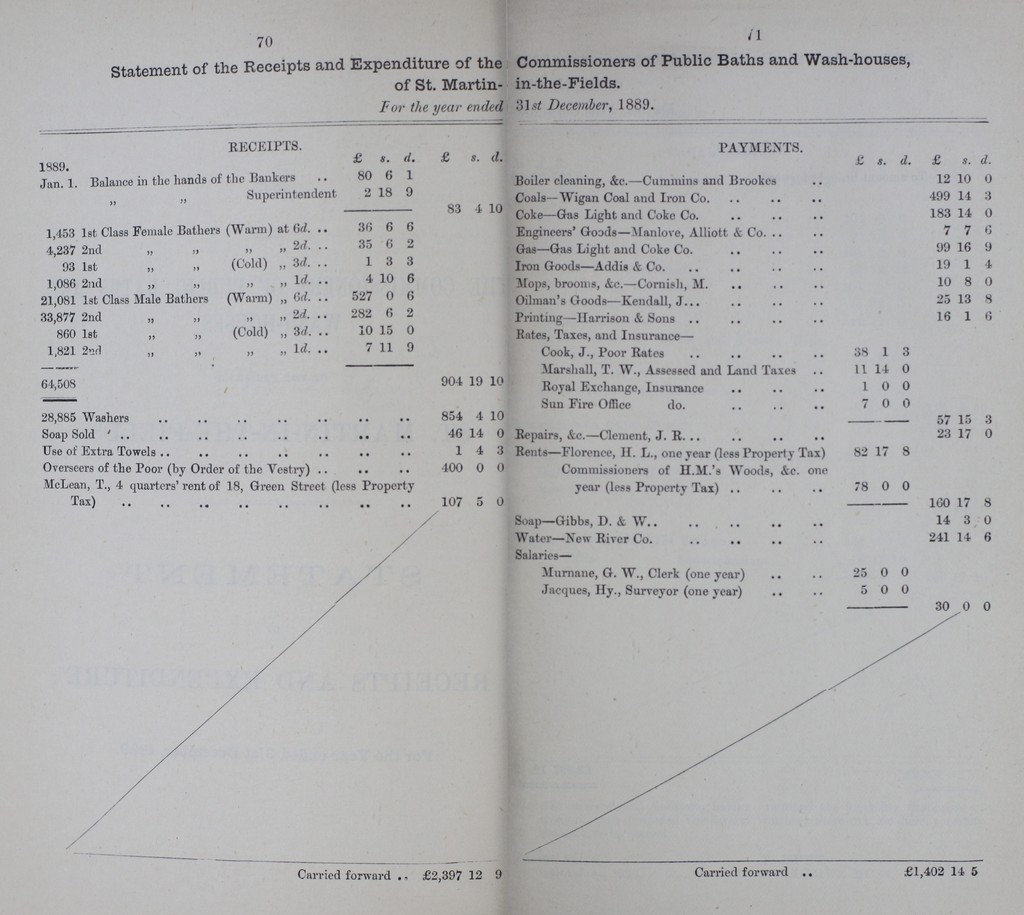 70
Statement of the Receipts and Expenditure of the
of St. Martin-
For the year ended
RECEIPTS.
£ s. d. £ s. d.
1889.
Jan. 1. Balance in the hands of the Bankers .. 80 6 1
„ „ Superintendent 2 18 9
83 4 10
1,453 1st Class Female Bathers (Warm) at 6d. .. 36 6 6
4,237 2nd „ „ „ „ 2d. .. 35 6 2
93 1st „ „ (Cold) „ 3d. .. 1 3 3
1,086 2nd „ „ „ „ 1d. .. 4 10 6
21,081 1st Class Male Bathers (Warm) „ 6d. .. 527 0 6
33,877 2nd „ „ „ „ 2d. .. 282 6 2
860 1st „ „ (Cold) „ 3d. .. 10 15 0
1,821 2nd „ „ „ „ 1d. .. 7 11 9
64,508 904 19 10
28,885 Washers .. .. .. .. .. .. .. 854 4 10
Soap Sold .. .. .. .. .. .. .. .. 46 14 0
Use of Extra Towels .. .. .. .. .. .. .. 1 4 3
Overseers of the Poor (by Order of the Vestry) .. .. .. 400 0 0
McLean, T., 4 quarters' rent of 18, Green Street (less Property
Tax) .. .. .. .. .. .. .. .. 107 5 0
Carried forward .. £2,397 12 9
71
Commissioners of Public Baths and Wash-houses,
in-the-Fields.
31st December, 1889.
PAYMENTS.
£ s. d. £ s. d.
Boiler cleaning, &c.—Cummins and Brookes .. 12 10 0
Coals—Wigan Coal and Iron Co. .. .. .. 499 14 3
Coke—Gas Light and Coke Co. .. .. .. 183 14 0
Engineers' Goods—Manlove, Alliott & Co. .. .. 7 7 6
Gas—Gas Light and Coke Co. .. .. .. 99 16 9
Iron Goods—Addis & Co. .. .. .. .. 19 1 4
Mops, brooms, &c.—Cornish, M. .. .. .. 10 8 0
Oilman's Goods—Kendall, J... .. .. .. 25 13 8
Printing—Harrison & Sons .. .. .. .. 16 1 6
Rates, Taxes, and Insurance—
Cook, J., Poor Rates .. .. .. .. 38 1 3
Marshall, T. W., Assessed and Land Taxes .. 11 14 0
Royal Exchange, Insurance .. .. .. 1 0 0
Sun Fire Office do. .. .. .. 7 0 0
57 15 3
Repairs, &c.—Clement, J. R. .. .. .. .. 23 17 0
Rents—Florence, H. L., one year (less Property Tax) 82 17 8
Commissioners of H.M.'s Woods, &c. one
year (less Property Tax) .. .. .. 78 0 0
160 17 8
Soap—Gibbs, D. & W... .. .. .. .. 14 3 0
Water—New River Co. .. .. .. .. 241 14 6
Salaries—
Murnane, G. W., Clerk (one year) .. .. 25 0 0
Jacques, Hy., Surveyor (one year) .. .. 5 0 0
30 0 0
Carried forward .. £1,402 14 5